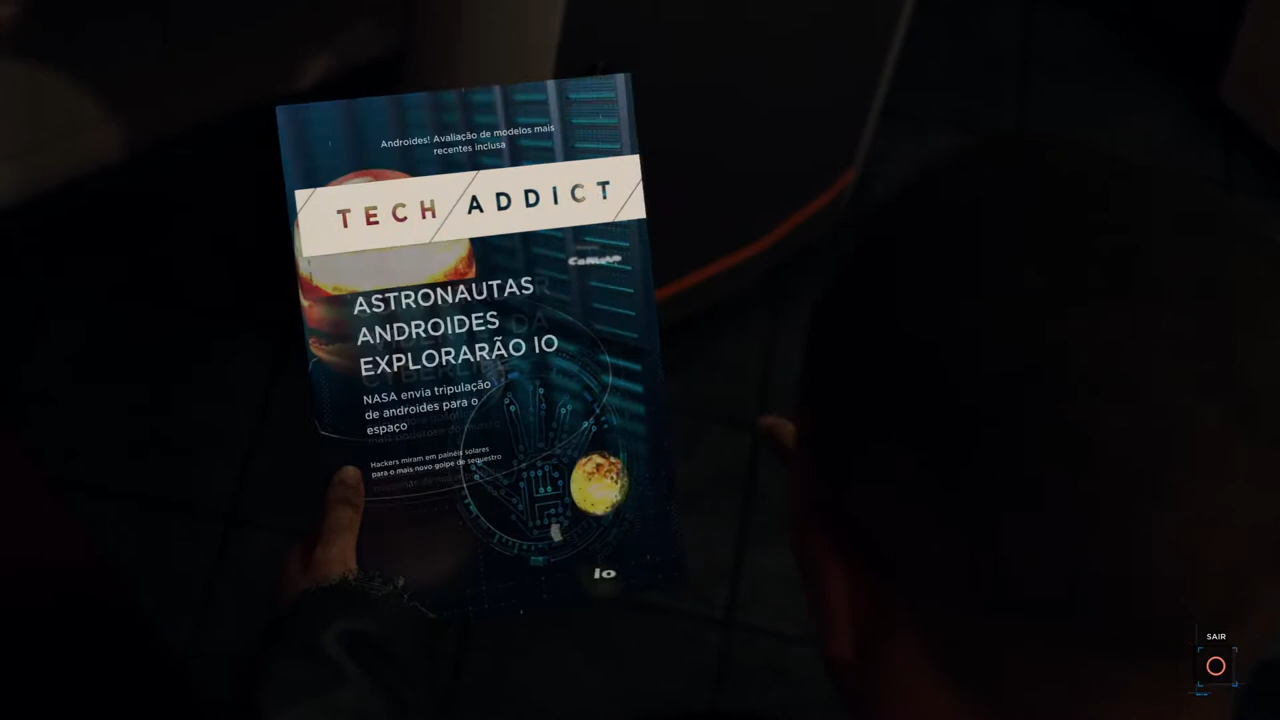 Androides! Avaliação de modelos mais
recentes inclusa
TECH ADDICT
ASTRONAUTAS
ANDROIDES
EXPLORARÃO IO
NASA envia tripulação
de androides para o
espaço
Hackers miram em painéis solares
para o mais novo golpe de sequestro
Io
SAIR